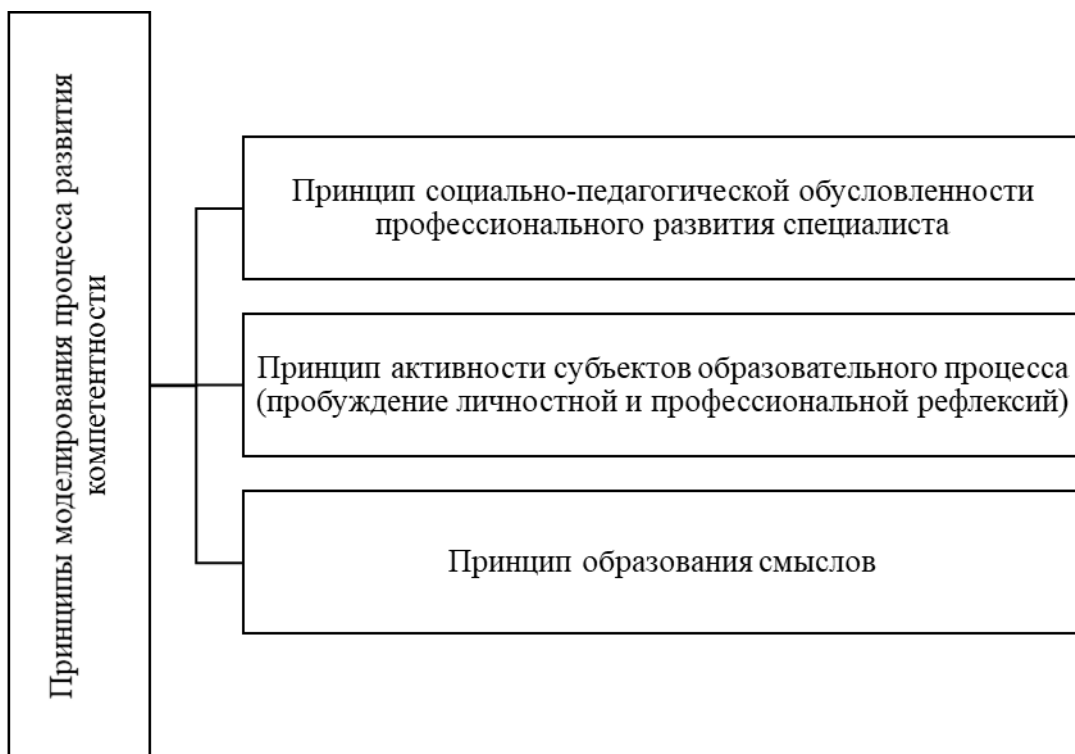 Принципы моделирования процесса развития
компетентности
Принцип социально-педагогической обусловленности
профессионального развития специалиста
Принцип активности субъектов образовательного процесса
(пробуждение личностной и профессиональной рефлексий)
Принцип образования смыслов